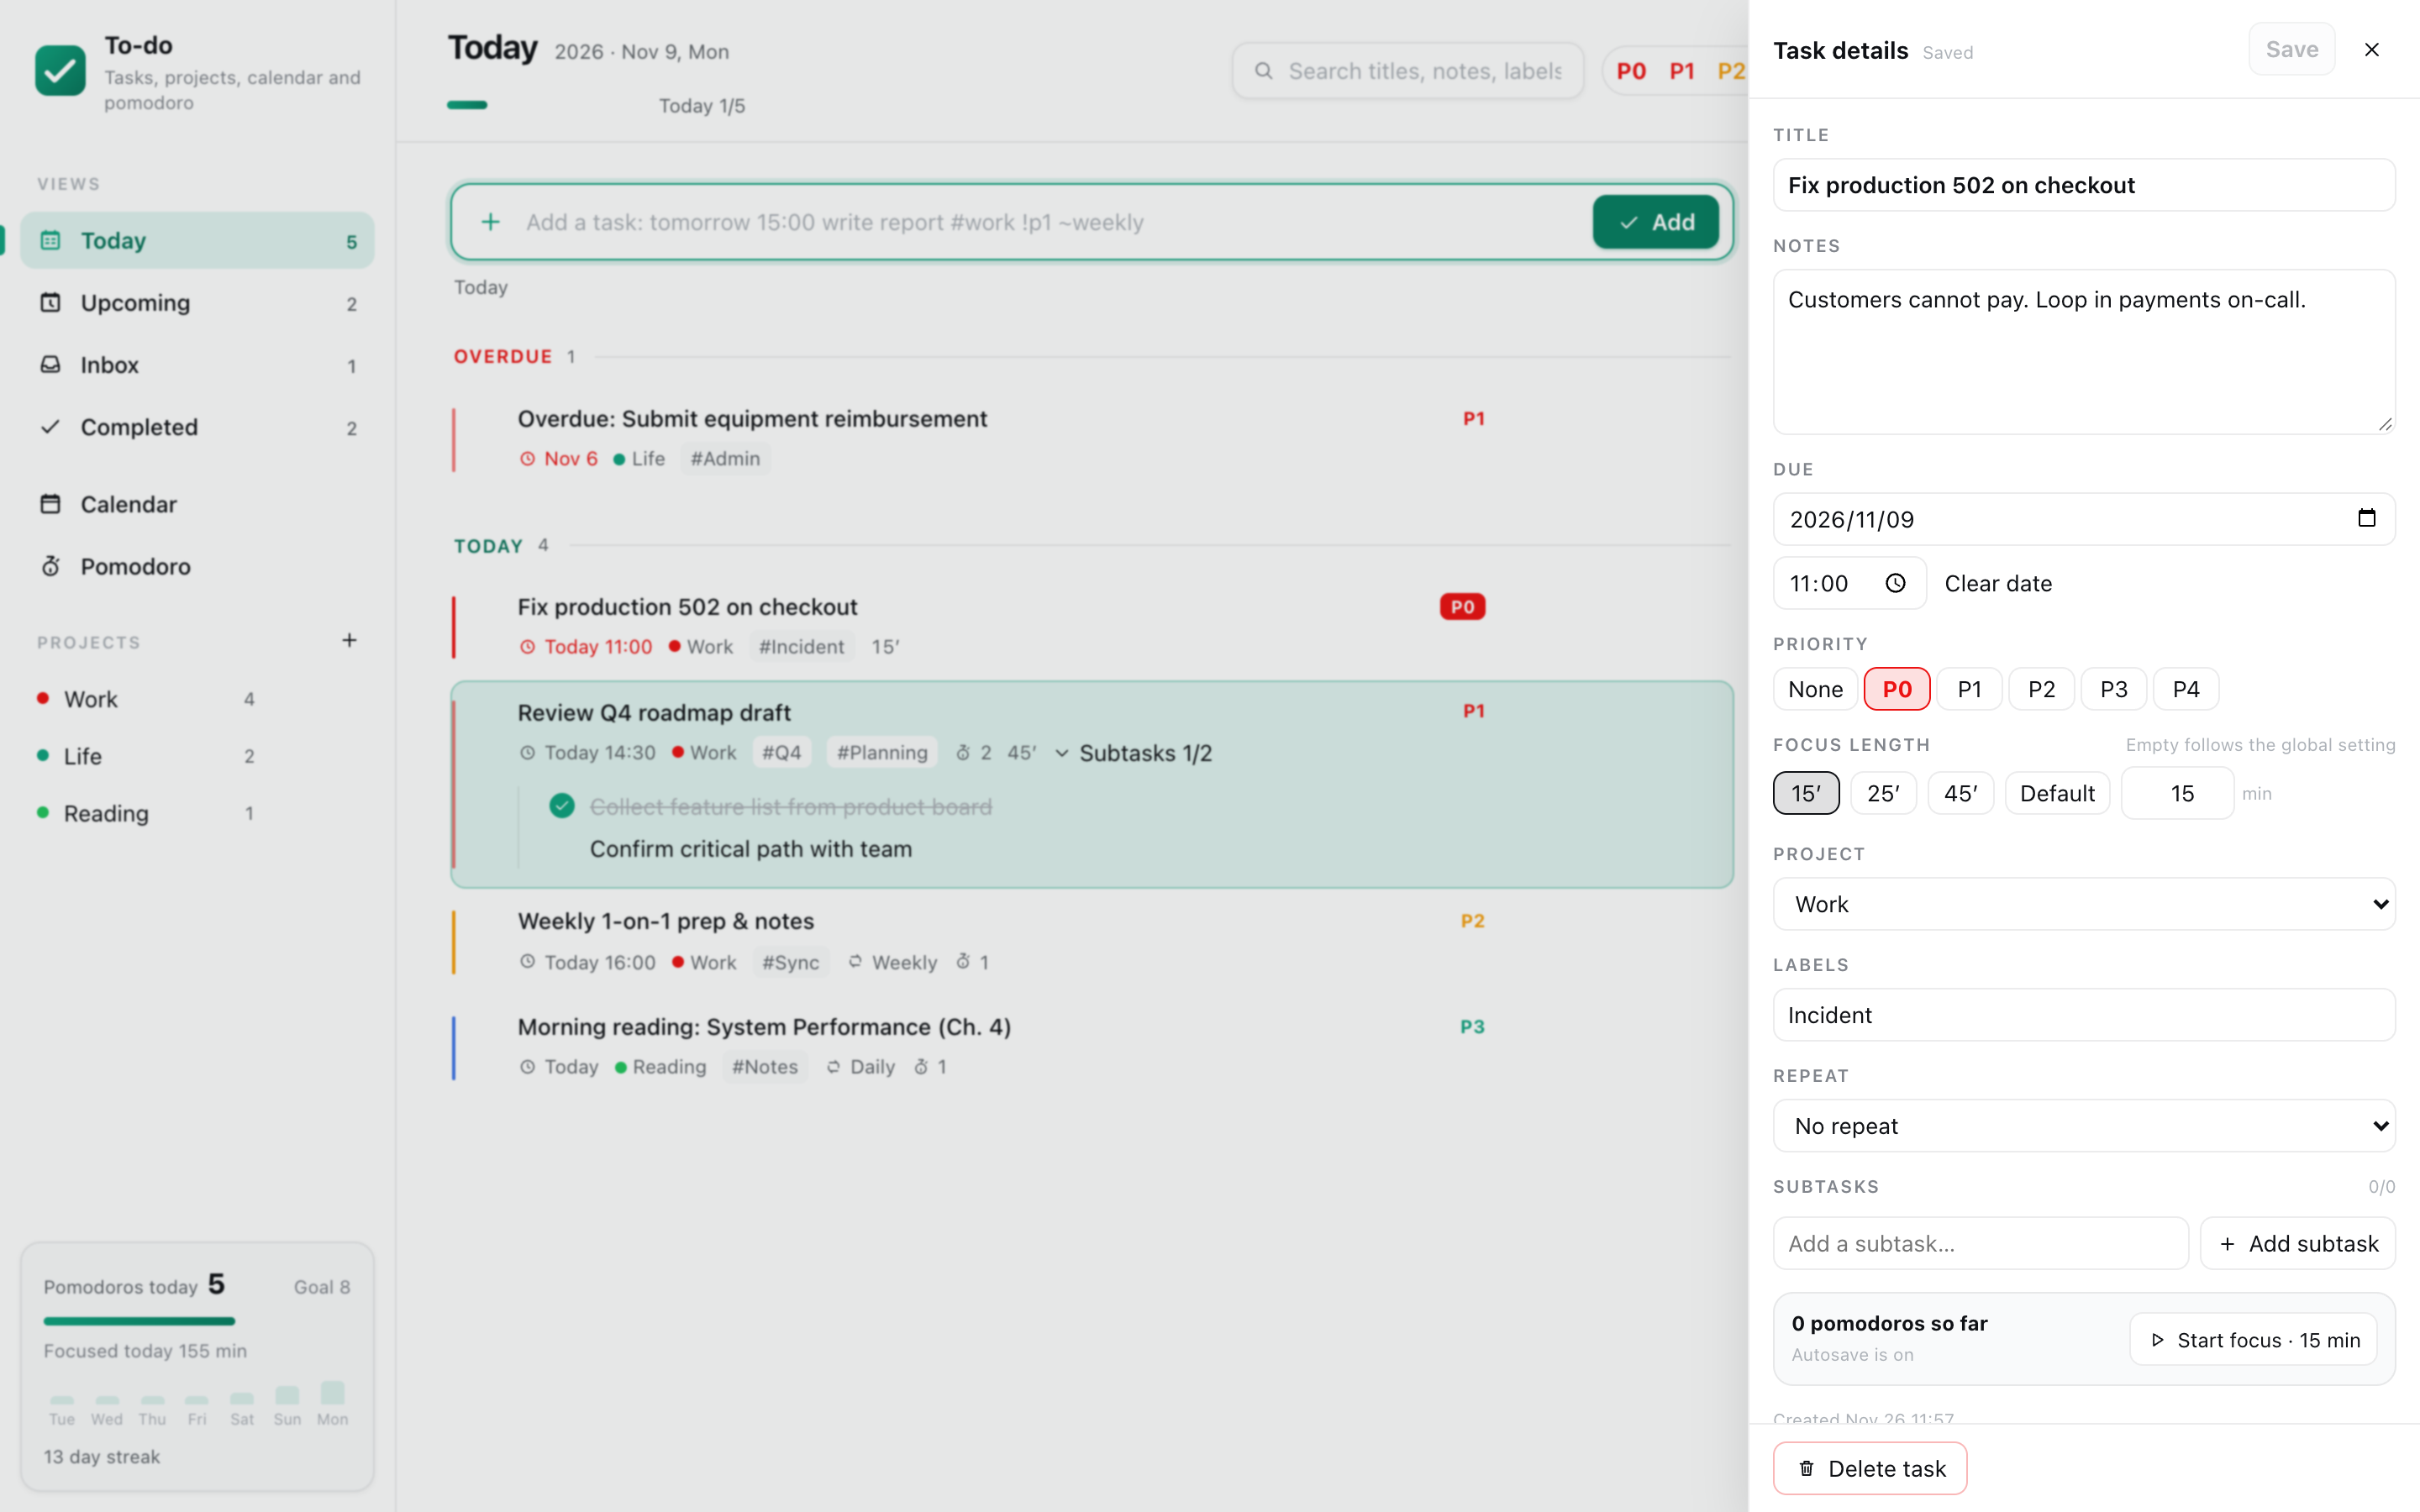 To-do
Tasks, projects, calendar and
pomodoro
VIEWS
Today 5
Upcoming 2
Inbox 1
Completed 2
Calendar
Pomodoro
PROJECTS
Work 4
Life 2
Reading 1
Pomodoros today 5 Goal 8
Focused today 155 min
Tue Wed Thu Fri Sat Sun Mon
13 day streak
Today 2026 · Nov 9, Mon
Today 1/5
Search titles, notes, labels
P0 P1 P2
Add a task: tomorrow 15:00 write report #work !p1 ~weekly
Add
Today
OVERDUE 1
Overdue: Submit equipment reimbursement P1
Nov 6 Life #Admin
TODAY 4
Fix production 502 on checkout P0
Today 11:00 Work #Incident 15′
Review Q4 roadmap draft P1
Today 14:30 Work #Q4 #Planning 2 45′ Subtasks 1/2
Collect feature list from product board
Confirm critical path with team
Weekly 1-on-1 prep & notes P2
Today 16:00 Work #Sync Weekly 1
Morning reading: System Performance (Ch. 4) P3
Today Reading #Notes Daily 1
Task details Saved Save
TITLE
Fix production 502 on checkout
NOTES
Customers cannot pay. Loop in payments on-call.
DUE
2026/11/09
11:00 Clear date
PRIORITY
None P0 P1 P2 P3 P4
FOCUS LENGTH Empty follows the global setting
15′ 25′ 45′ Default 15 min
PROJECT
Work
LABELS
Incident
REPEAT
No repeat
SUBTASKS 0/0
Add a subtask... + Add subtask
0 pomodoros so far
Autosave is on
Start focus · 15 min
Created Nov 26 11:57
Delete task